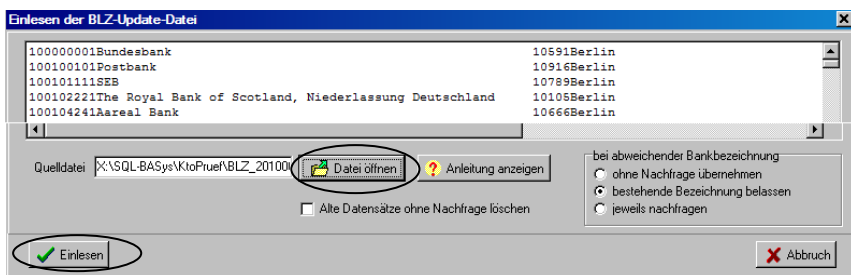 Einlesen der BLZ-Update-Datei
100000001Bundesbank 10591Berlin
100100101Postbank 10916Berlin
100101111SEB 10789Berlin
100102221The Royal Bank of Scotland, Niederlassung Deutschland 10105Berlin
100104241Aareal Bank 10666Berlin
bei abweichender Bankbezeichnung
Quelldatei X:\SQL-BASys\KtoPruef\BLZ_20100 Datei öffnen ? Anleitung anzeigen
ohne Nachfrage übernehmen
bestehende Bezeichnung belassen
Alte Datensätze ohne Nachfrage löschen
jeweils nachfragen
Einlesen Abbruch